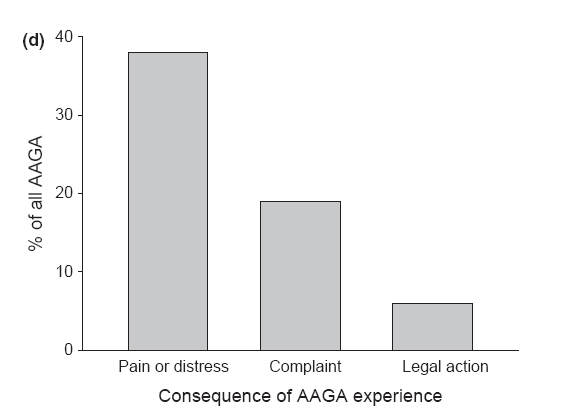 (d)
% of all AAGA
40
30
20
10
0
Pain or distress
Complaint
Legal action
Consequence of AAGA experience